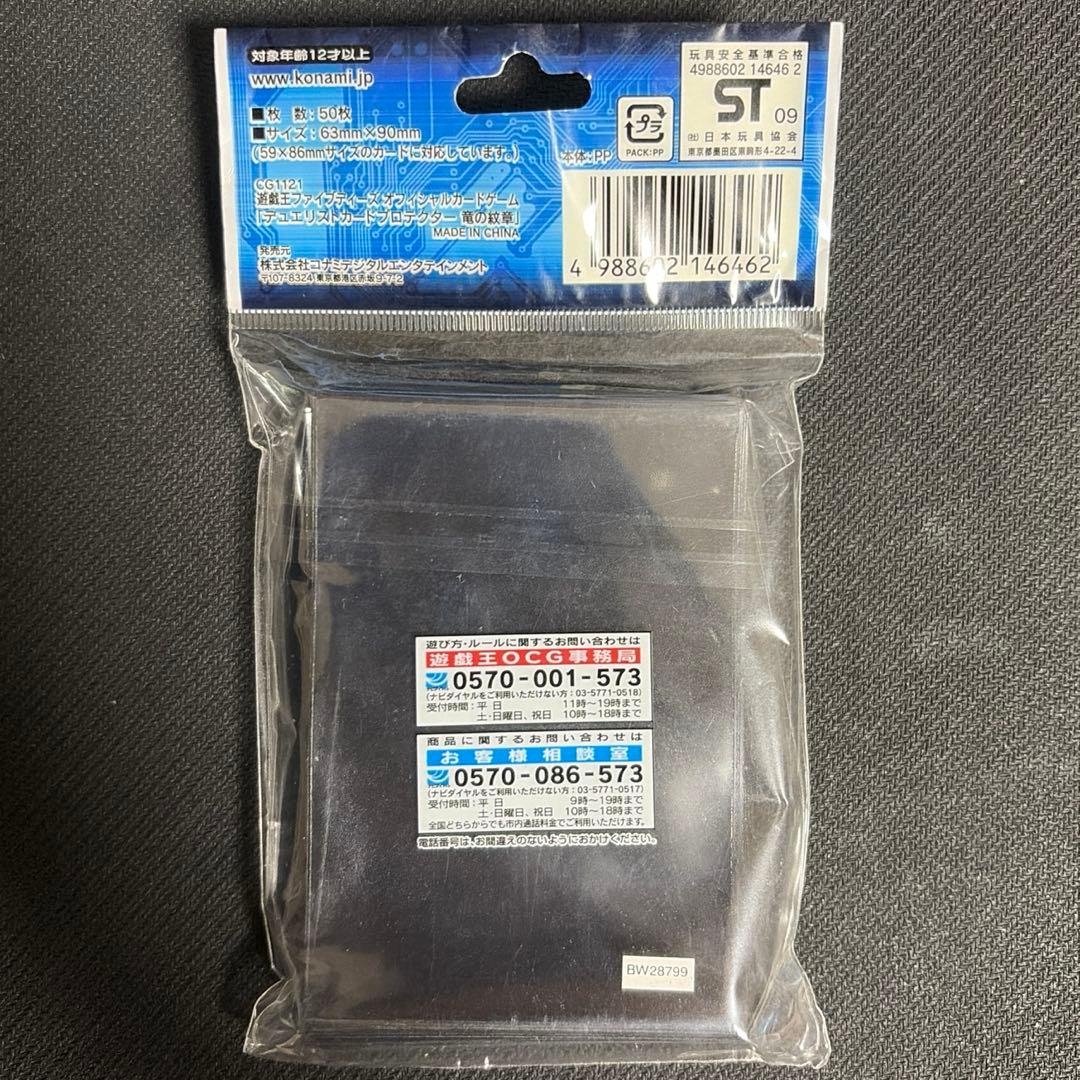 対象年齢12才以上
www.konami.jp
■枚 数:50枚
■サイズ:63mm×90mm
(59×86mmサイズのカードに対応しています。)
CG1121
遊戯王ファイブディーズ オフィシャルカードゲーム
「デュエリストカードプロテクター 竜の紋章」
MADE IN CHINA
発売元
株式会社コナミデジタルエンタテインメント
〒107-8324 東京都港区赤坂9-7-2
本体:PP
プラ
PACK:PP
玩具安全基準合格
4988602 14646 2
ST 09
(社)日本玩具協会
東京都墨田区東駒形4-22-4
4 988602 146462
遊び方・ルールに関するお問い合わせは
遊戯王OCG事務局
0570-001-573
(ナビダイヤルをご利用いただけない方:03-5771-0518)
受付時間:平 日 11時〜19時まで
土・日曜日、祝日 10時〜18時まで
商品に関するお問い合わせは
お客様相談室
0570-086-573
(ナビダイヤルをご利用いただけない方:03-5771-0517)
受付時間:平 日 9時〜19時まで
土・日曜日、祝日 10時〜18時まで
全国どちらからでも市内通話料金でご利用いただけます。
電話番号は、お間違えのないようにおかけください。
BW28799